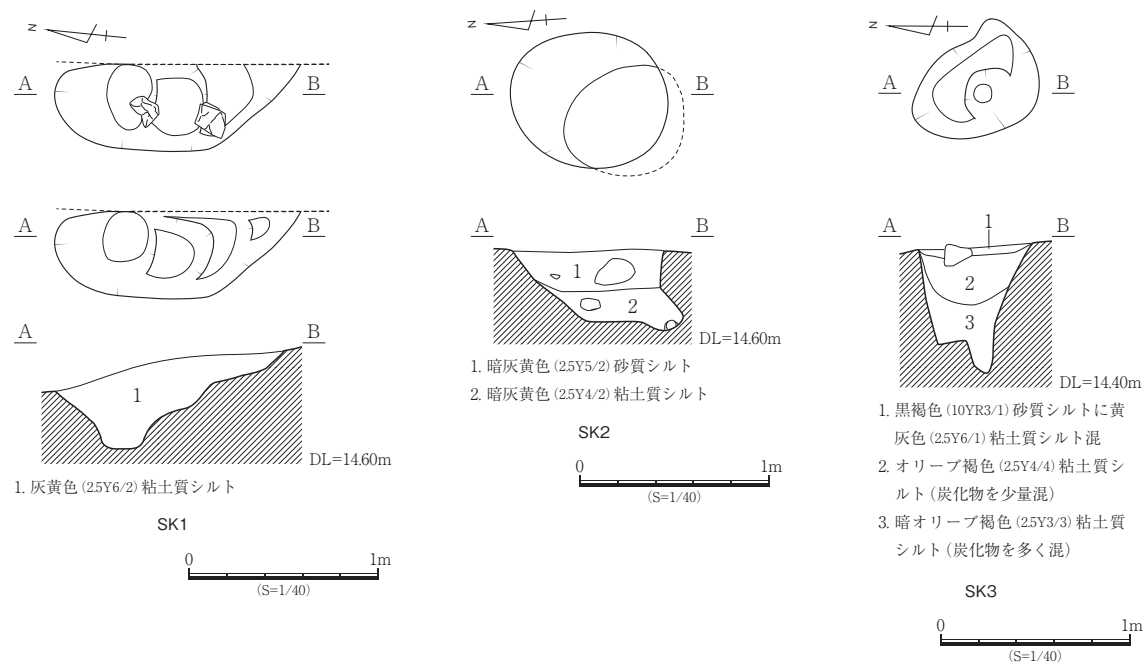 N
A
B
A
B
A
B
1
DL=14.60m
1. 灰黄色 (2.5Y6/2) 粘土質シルト
SK1
0
1m
(S=1/40)
N
A
B
A
B
1
2
DL=14.60m
1. 暗灰黄色 (2.5Y5/2) 砂質シルト
2. 暗灰黄色 (2.5Y4/2) 粘土質シルト
SK2
0
1m
(S=1/40)
N
A
B
A
1
B
2
3
DL=14.40m
1. 黒褐色 (10YR3/1) 砂質シルトに黄
灰色 (2.5Y6/1) 粘土質シルト混
2. オリーブ褐色 (2.5Y4/4) 粘土質シ
ルト (炭化物を少量混)
3. 暗オリーブ褐色 (2.5Y3/3) 粘土質
シルト (炭化物を多く混)
SK3
0
1m
(S=1/40)